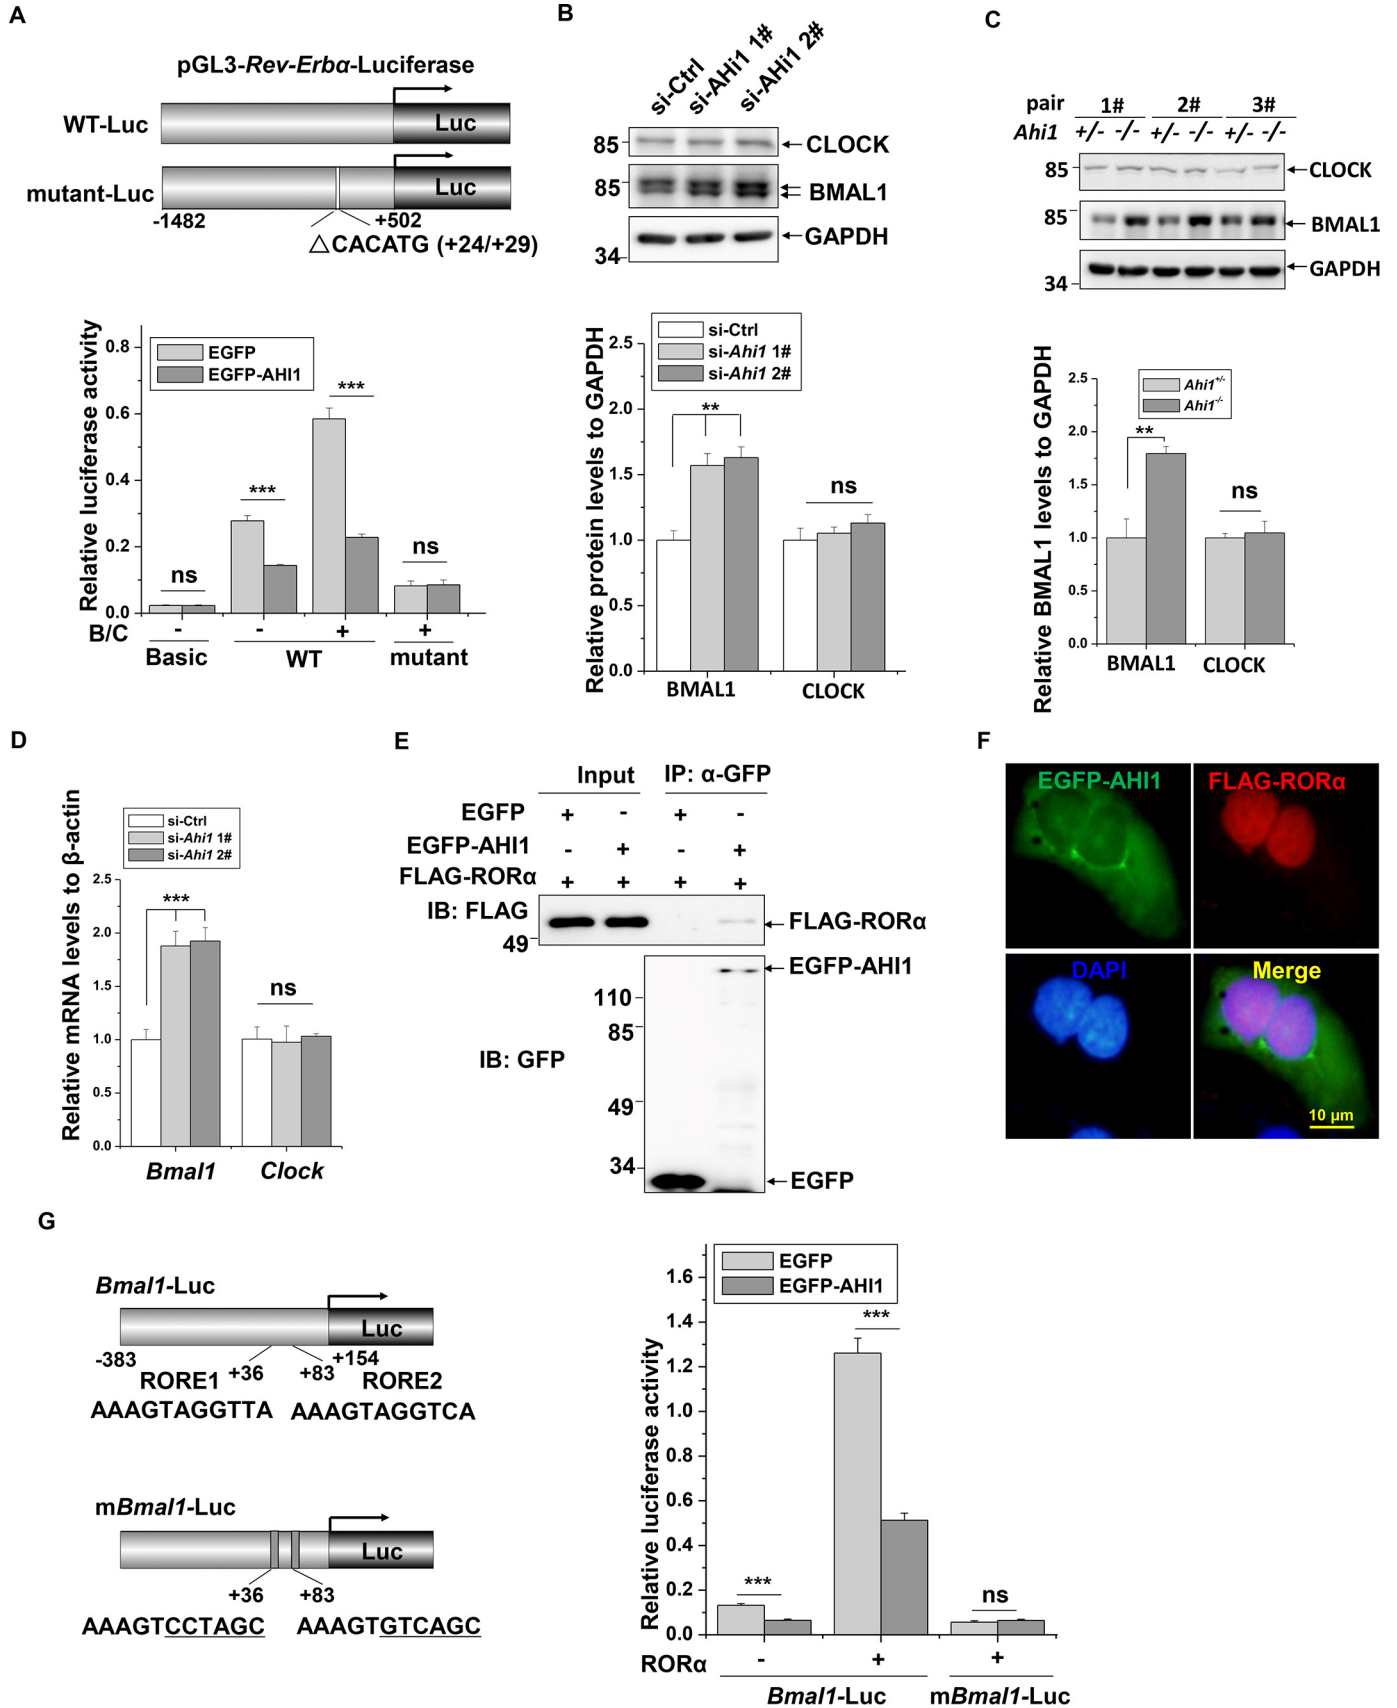 A
pGL3-Rev-Erbα-Luciferase
WT-Luc
Luc
mutant-Luc
Luc
-1482
+502
△CACATG (+24/+29)
Relative luciferase activity
0.8
0.6
0.4
0.2
0.0
EGFP
EGFP-AHI1
ns
***
***
ns
B/C - - + +
Basic WT mutant
B
si-Ctrl
si-AHi1 1#
si-AHi1 2#
85
CLOCK
85
BMAL1
GAPDH
34
Relative protein levels to GAPDH
2.5
2.0
1.5
1.0
0.5
0.0
si-Ctrl
si-Ahi1 1#
si-Ahi1 2#
**
ns
BMAL1 CLOCK
C
pair 1# 2# 3#
Ahi1 +/- -/- +/- -/- +/- -/-
85
CLOCK
85
BMAL1
GAPDH
34
Relative BMAL1 levels to GAPDH
2.5
2.0
1.5
1.0
0.5
0.0
Ahi1+/-
Ahi1-/-
**
ns
BMAL1 CLOCK
D
Relative mRNA levels to β-actin
si-Ctrl
si-Ahi1 1#
si-Ahi1 2#
2.5
2.0
1.5
1.0
0.5
0.0
***
ns
Bmal1 Clock
E
Input IP: α-GFP
EGFP + - + -
EGFP-AHI1 - + - +
FLAG-RORα + + + +
IB: FLAG
FLAG-RORα
49
EGFP-AHI1
110
85
IB: GFP
49
34
EGFP
F
EGFP-AHI1
FLAG-RORα
DAPI
Merge
10 μm
G
Bmal1-Luc
Luc
-383
+154
+36
+83
RORE1
RORE2
AAAGTAGGTTA
AAAGTAGGTCA
mBmal1-Luc
Luc
+36
+83
AAAGTCCTAGC
AAAGTGTCAGC
Relative luciferase activity
1.6
1.4
1.2
1.0
0.8
0.6
0.4
0.2
0.0
EGFP
EGFP-AHI1
***
***
ns
RORα - + +
Bmal1-Luc mBmal1-Luc